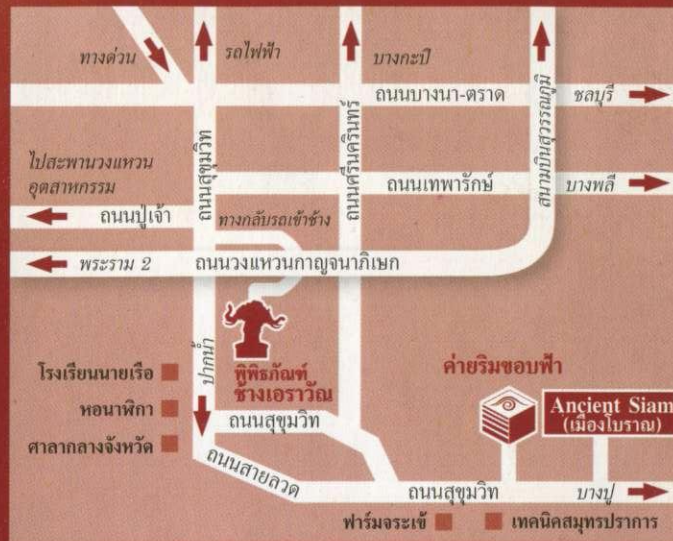 ทางด่วน
รถไฟฟ้า
บางกะปิ
ถนนบางนา-ตราด
ชลบุรี
สนามบินสุวรรณภูมิ
ไปสะพานวงแหวน
อุตสาหกรรม
ถนนสุขุมวิท
ถนนศรีนครินทร์
ถนนเทพารักษ์
บางพลี
ถนนปู่เจ้า
ทางกลับรถเข้าช้าง
พระราม 2
ถนนวงแหวนกาญจนาภิเษก
ปากน้ำ
พิพิธภัณฑ์
ช้างเอราวัณ
ค่ายริมขอบฟ้า
โรงเรียนนายเรือ
หอนาฬิกา
ศาลากลางจังหวัด
ถนนสุขุมวิท
Ancient Siam
(เมืองโบราณ)
ถนนสายลวด
ถนนสุขุมวิท
บางปู
ฟาร์มจระเข้
เทคนิคสมุทรปราการ